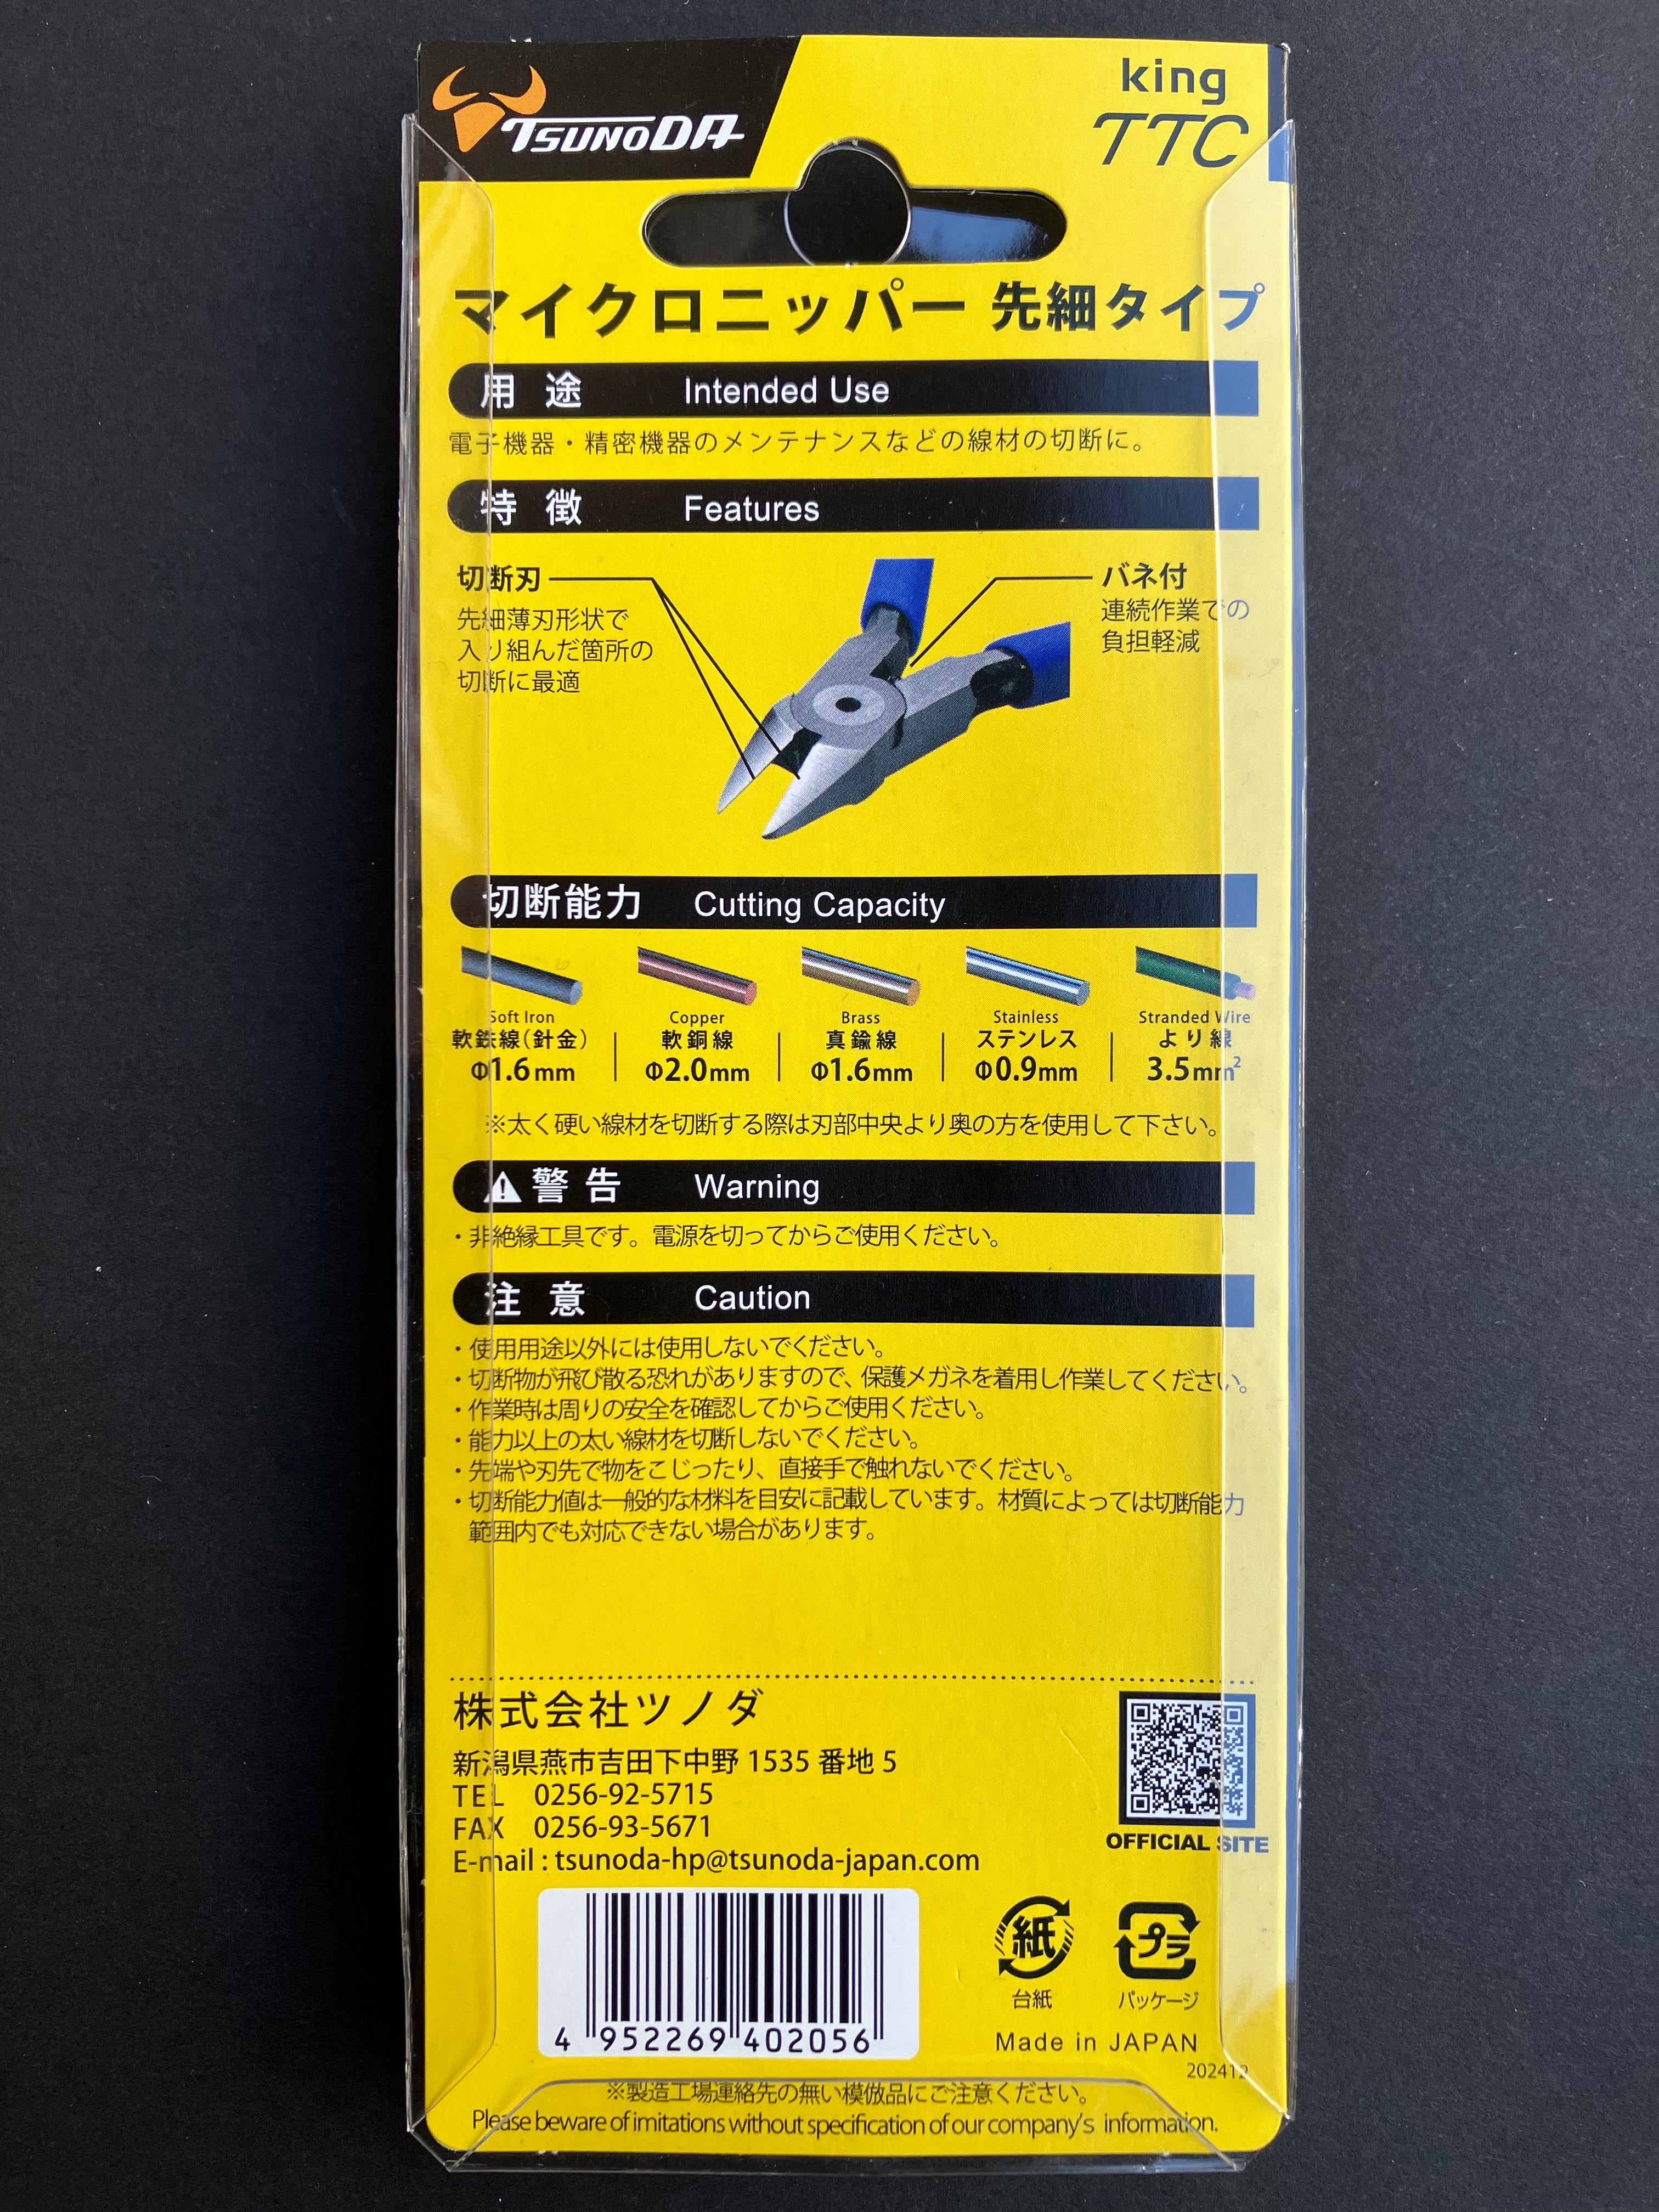 TSUNODA
king
TTC
マイクロニッパー 先細タイプ
用途 Intended Use
電子機器・精密機器のメンテナンスなどの線材の切断に。
特徴 Features
切断刃
先細薄刃形状で
入り組んだ箇所の
切断に最適
バネ付
連続作業での
負担軽減
切断能力 Cutting Capacity
Soft Iron
軟鉄線(針金)
Φ1.6mm
Copper
軟銅線
Φ2.0mm
Brass
真鍮線
Φ1.6mm
Stainless
ステンレス
Φ0.9mm
Stranded Wire
より線
3.5mm²
※太く硬い線材を切断する際は刃部中央より奥の方を使用して下さい。
警告 Warning
・非絶縁工具です。電源を切ってからご使用ください。
注意 Caution
・使用用途以外には使用しないでください。
・切断物が飛び散る恐れがありますので、保護メガネを着用し作業してください。
・作業時は周りの安全を確認してからご使用ください。
・能力以上の太い線材を切断しないでください。
・先端や刃先で物をこじったり、直接手で触れないでください。
・切断能力値は一般的な材料を目安に記載しています。材質によっては切断能力
範囲内でも対応できない場合があります。
株式会社ツノダ
新潟県燕市吉田下中野 1535 番地 5
TEL 0256-92-5715
FAX 0256-93-5671
E-mail : tsunoda-hp@tsunoda-japan.com
OFFICIAL SITE
4 952269 402056
紙
台紙
プラ
パッケージ
Made in JAPAN
202412
※製造工場連絡先の無い模倣品にご注意ください。
Please beware of imitations without specification of our company's information.